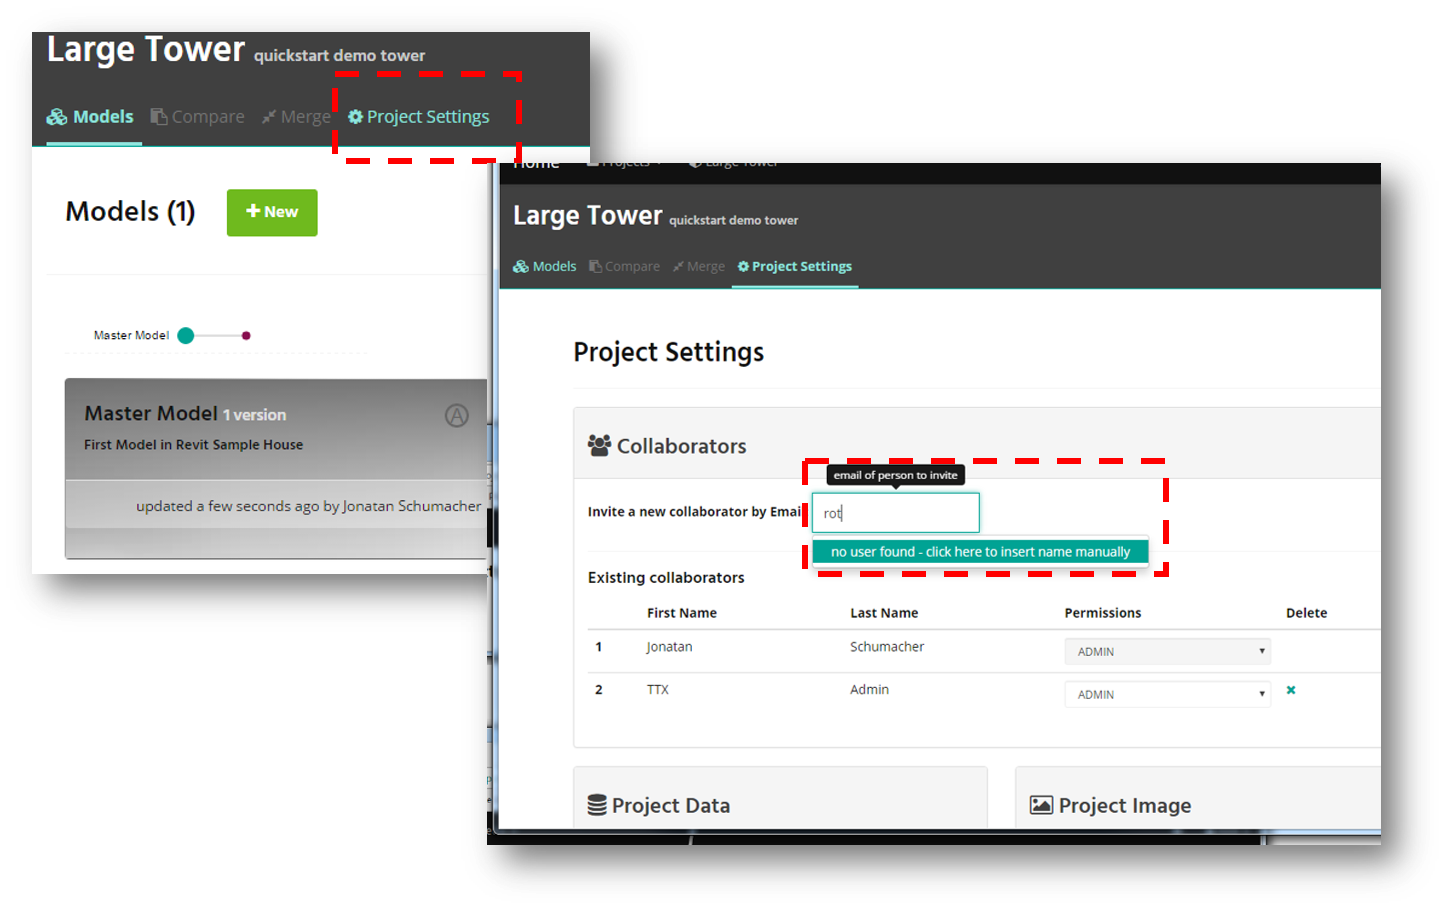 Large Tower quickstart demo tower
Models Compare Merge Project Settings
Models (1) + New
Master Model
Master Model 1 version
First Model in Revit Sample House
updated a few seconds ago by Jonatan Schumacher
Home Projects Large Tower
Large Tower quickstart demo tower
Models Compare Merge Project Settings
Project Settings
Collaborators
email of person to invite
Invite a new collaborator by Emai
rot
no user found - click here to insert name manually
Existing collaborators
First Name Last Name Permissions Delete
1 Jonatan Schumacher ADMIN
2 TTX Admin ADMIN
Project Data
Project Image